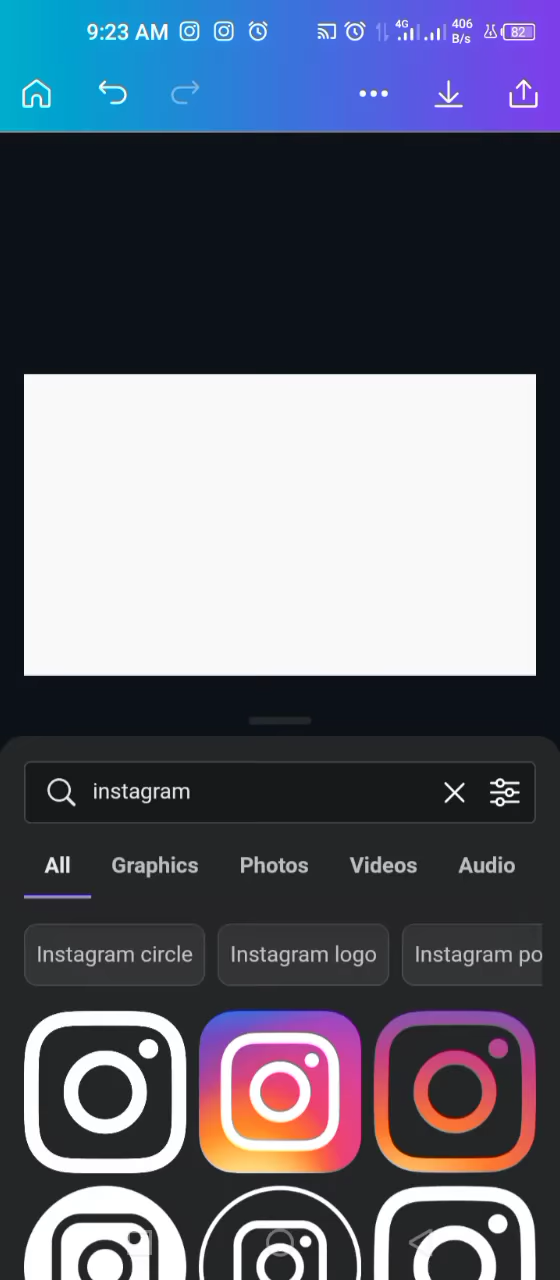 9:23 AM 4G 406 B/s 82
instagram
All Graphics Photos Videos Audio
Instagram circle Instagram logo Instagram po